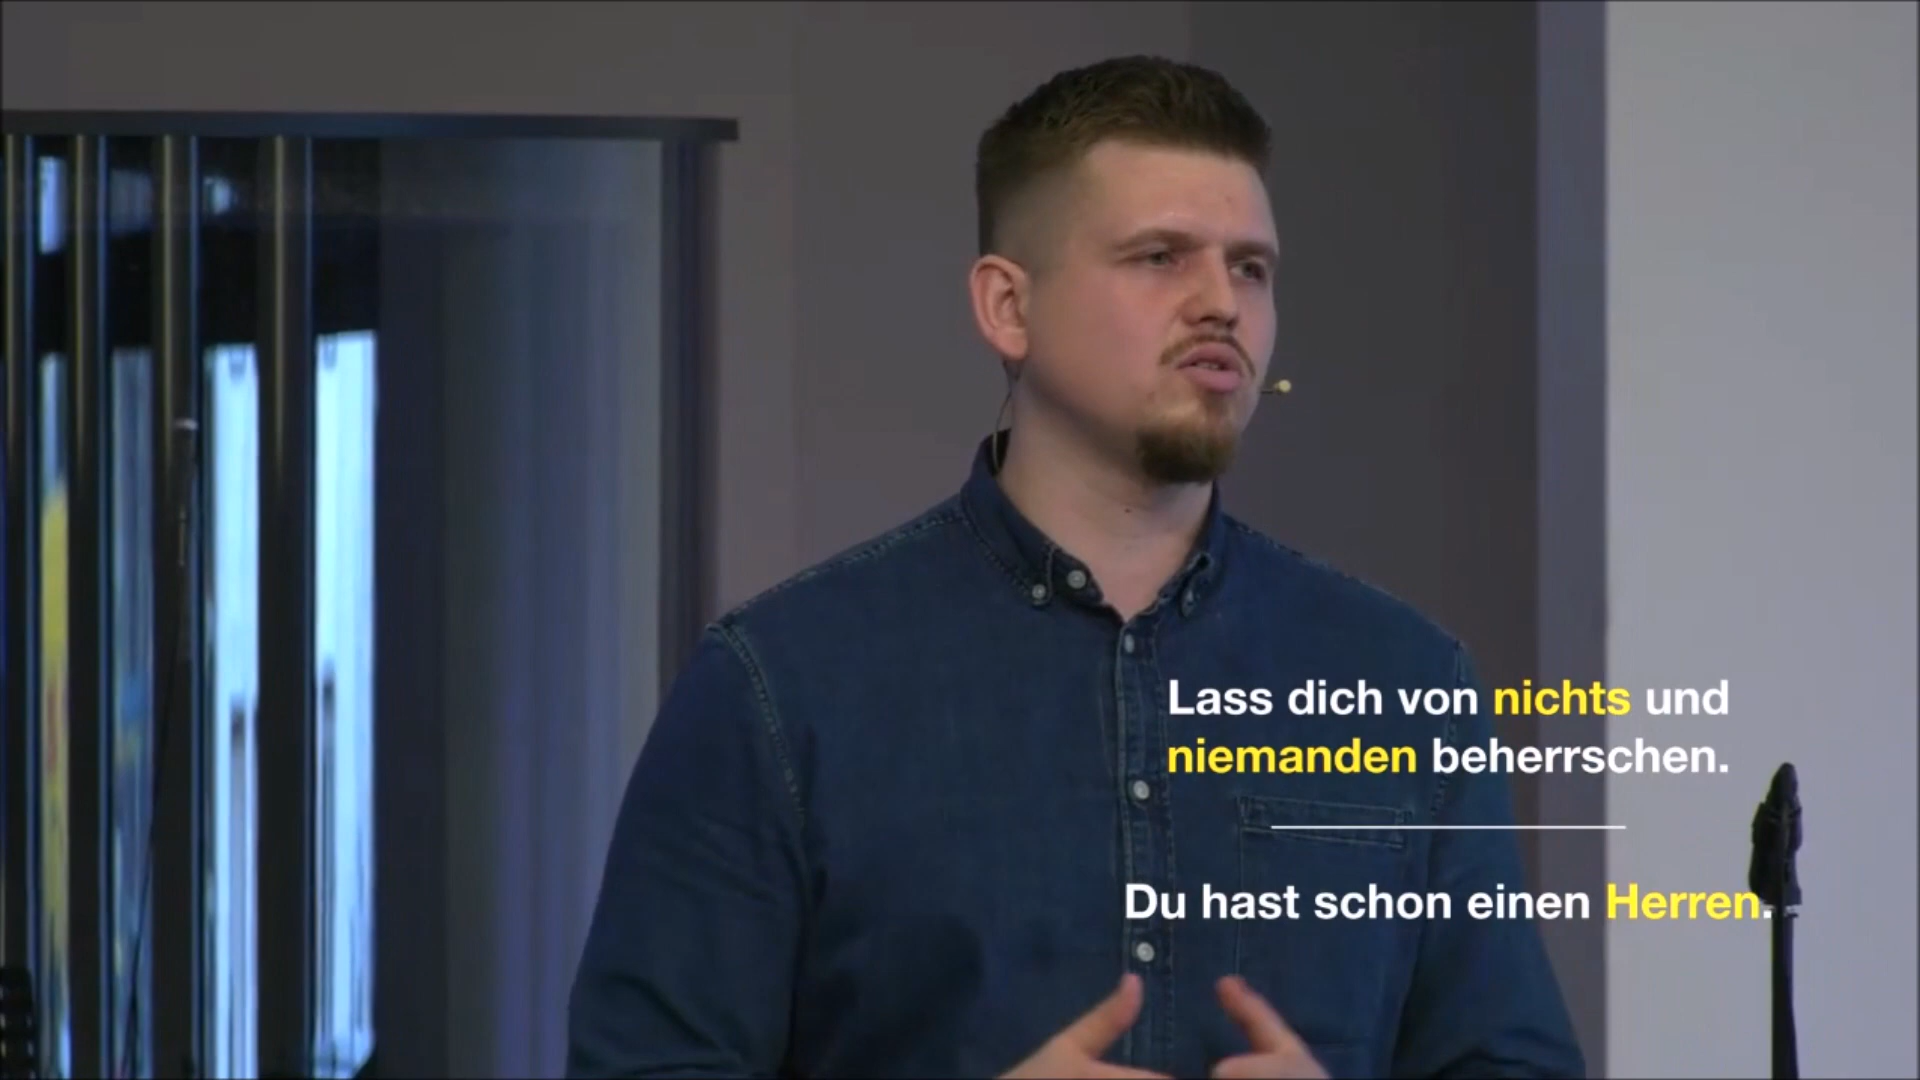 Lass dich von nichts und
niemanden beherrschen.
Du hast schon einen Herren.